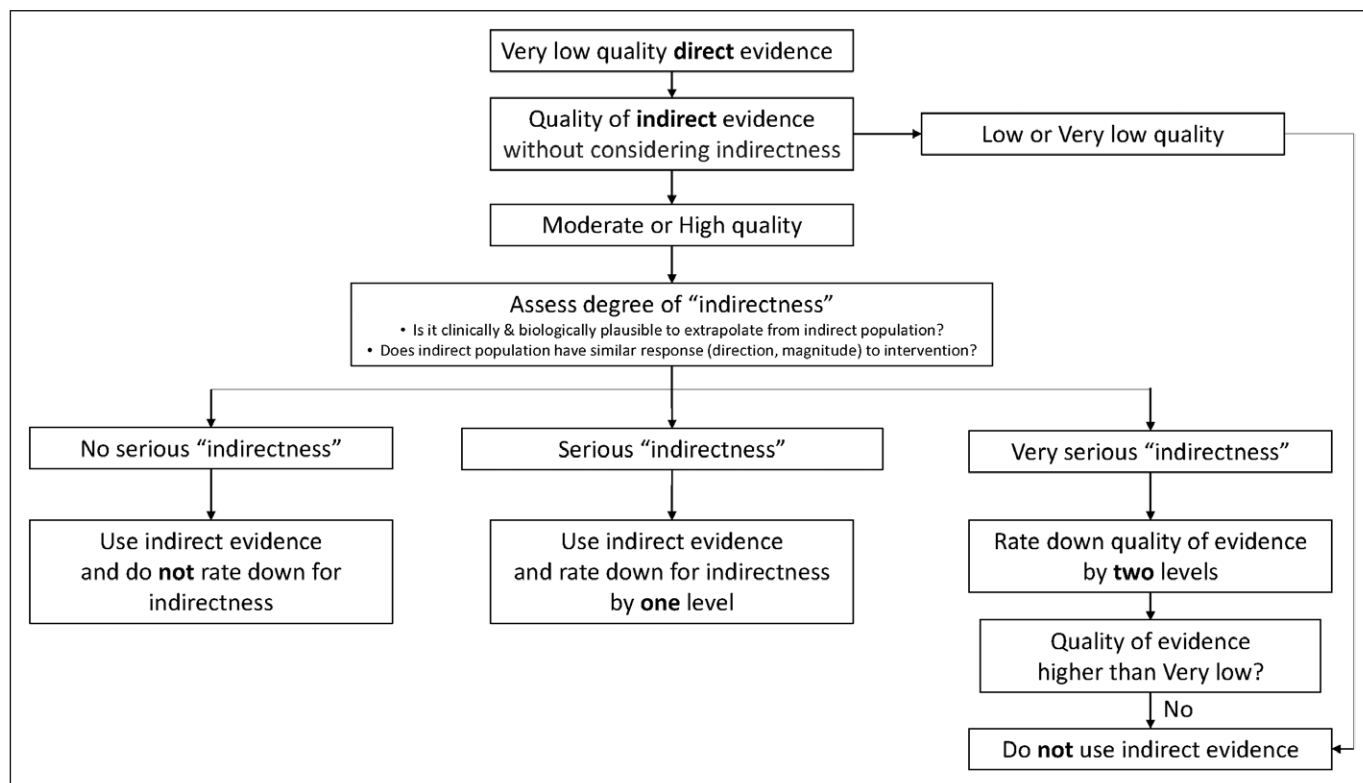 Very low quality direct evidence
Quality of indirect evidence
without considering indirectness
Low or Very low quality
Moderate or High quality
Assess degree of “indirectness”
• Is it clinically & biologically plausible to extrapolate from indirect population?
• Does indirect population have similar response (direction, magnitude) to intervention?
No serious “indirectness”
Serious “indirectness”
Very serious “indirectness”
Use indirect evidence
and do not rate down for
indirectness
Use indirect evidence
and rate down for indirectness
by one level
Rate down quality of evidence
by two levels
Quality of evidence
higher than Very low?
No
Do not use indirect evidence